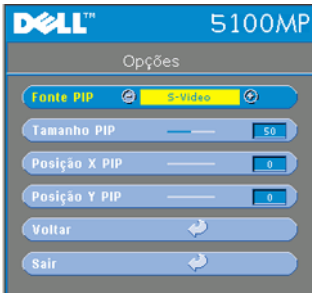 DELL™ 5100MP
Opções
Fonte PIP S-Video
Tamanho PIP 50
Posição X PIP 0
Posição Y PIP 0
Voltar
Sair